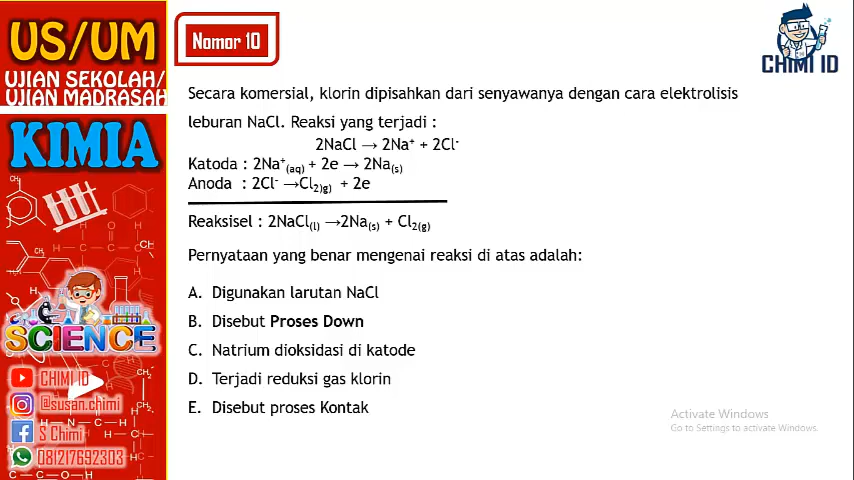 US/UM
UJIAN SEKOLAH/
UJIAN MADRASAH
KIMIA
SCIENCE
CHIMI ID
@susan.chimi
S Chimi
081217692303
Nomor 10
CHIMI ID
Secara komersial, klorin dipisahkan dari senyawanya dengan cara elektrolisis
leburan NaCl. Reaksi yang terjadi :
2NaCl → 2Na⁺ + 2Cl⁻
Katoda : 2Na⁺(aq) + 2e → 2Na(s)
Anoda : 2Cl⁻ →Cl₂₎g) + 2e
Reaksisel : 2NaCl(l) →2Na(s) + Cl₂(g)
Pernyataan yang benar mengenai reaksi di atas adalah:
A. Digunakan larutan NaCl
B. Disebut Proses Down
C. Natrium dioksidasi di katode
D. Terjadi reduksi gas klorin
E. Disebut proses Kontak
Activate Windows
Go to Settings to activate Windows.